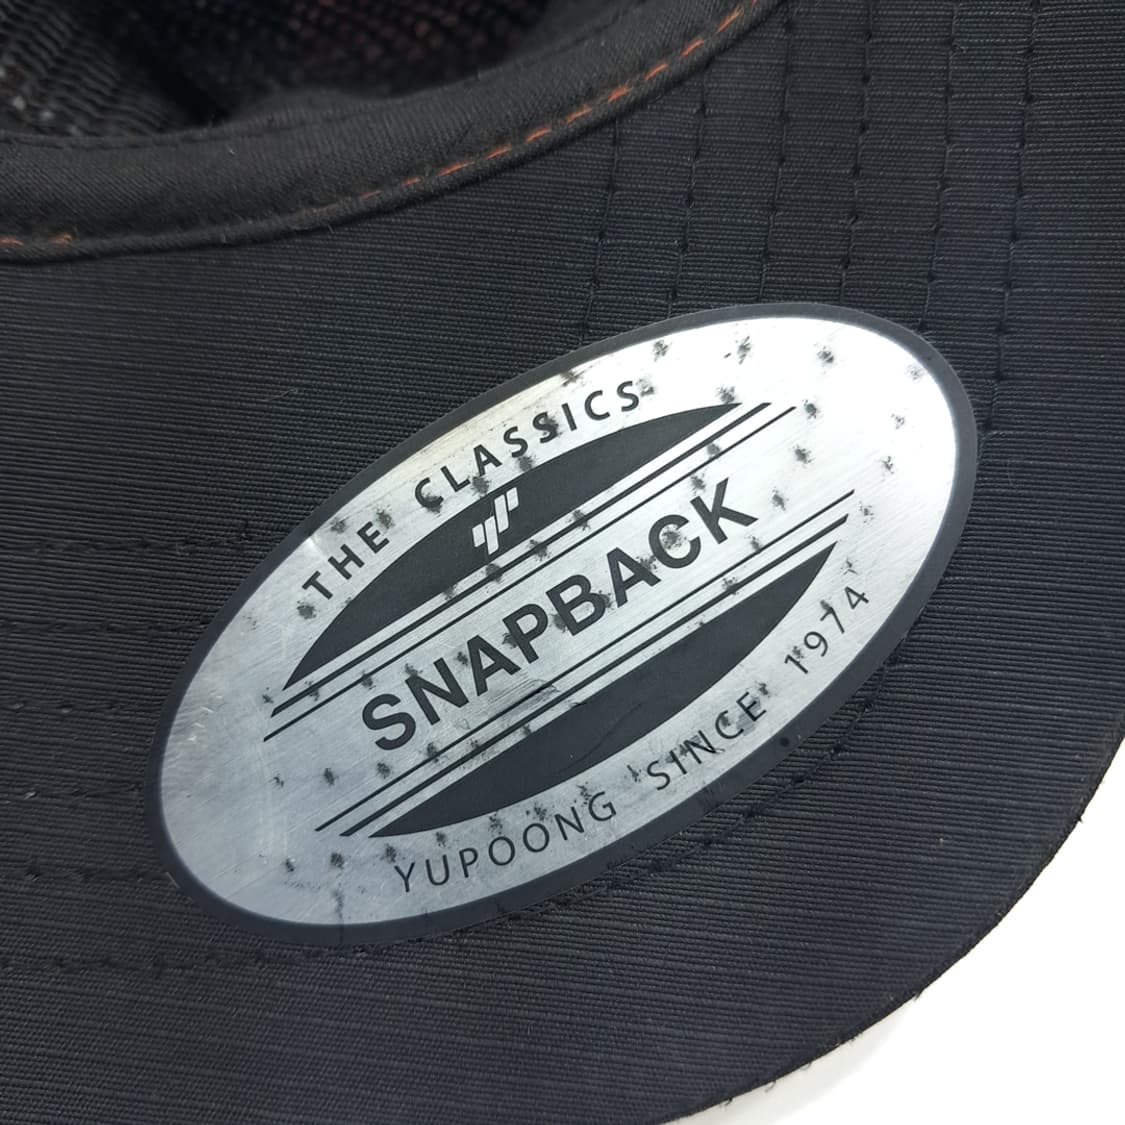 THE CLASSICS
SNAPBACK
YUPOONG SINCE 1974